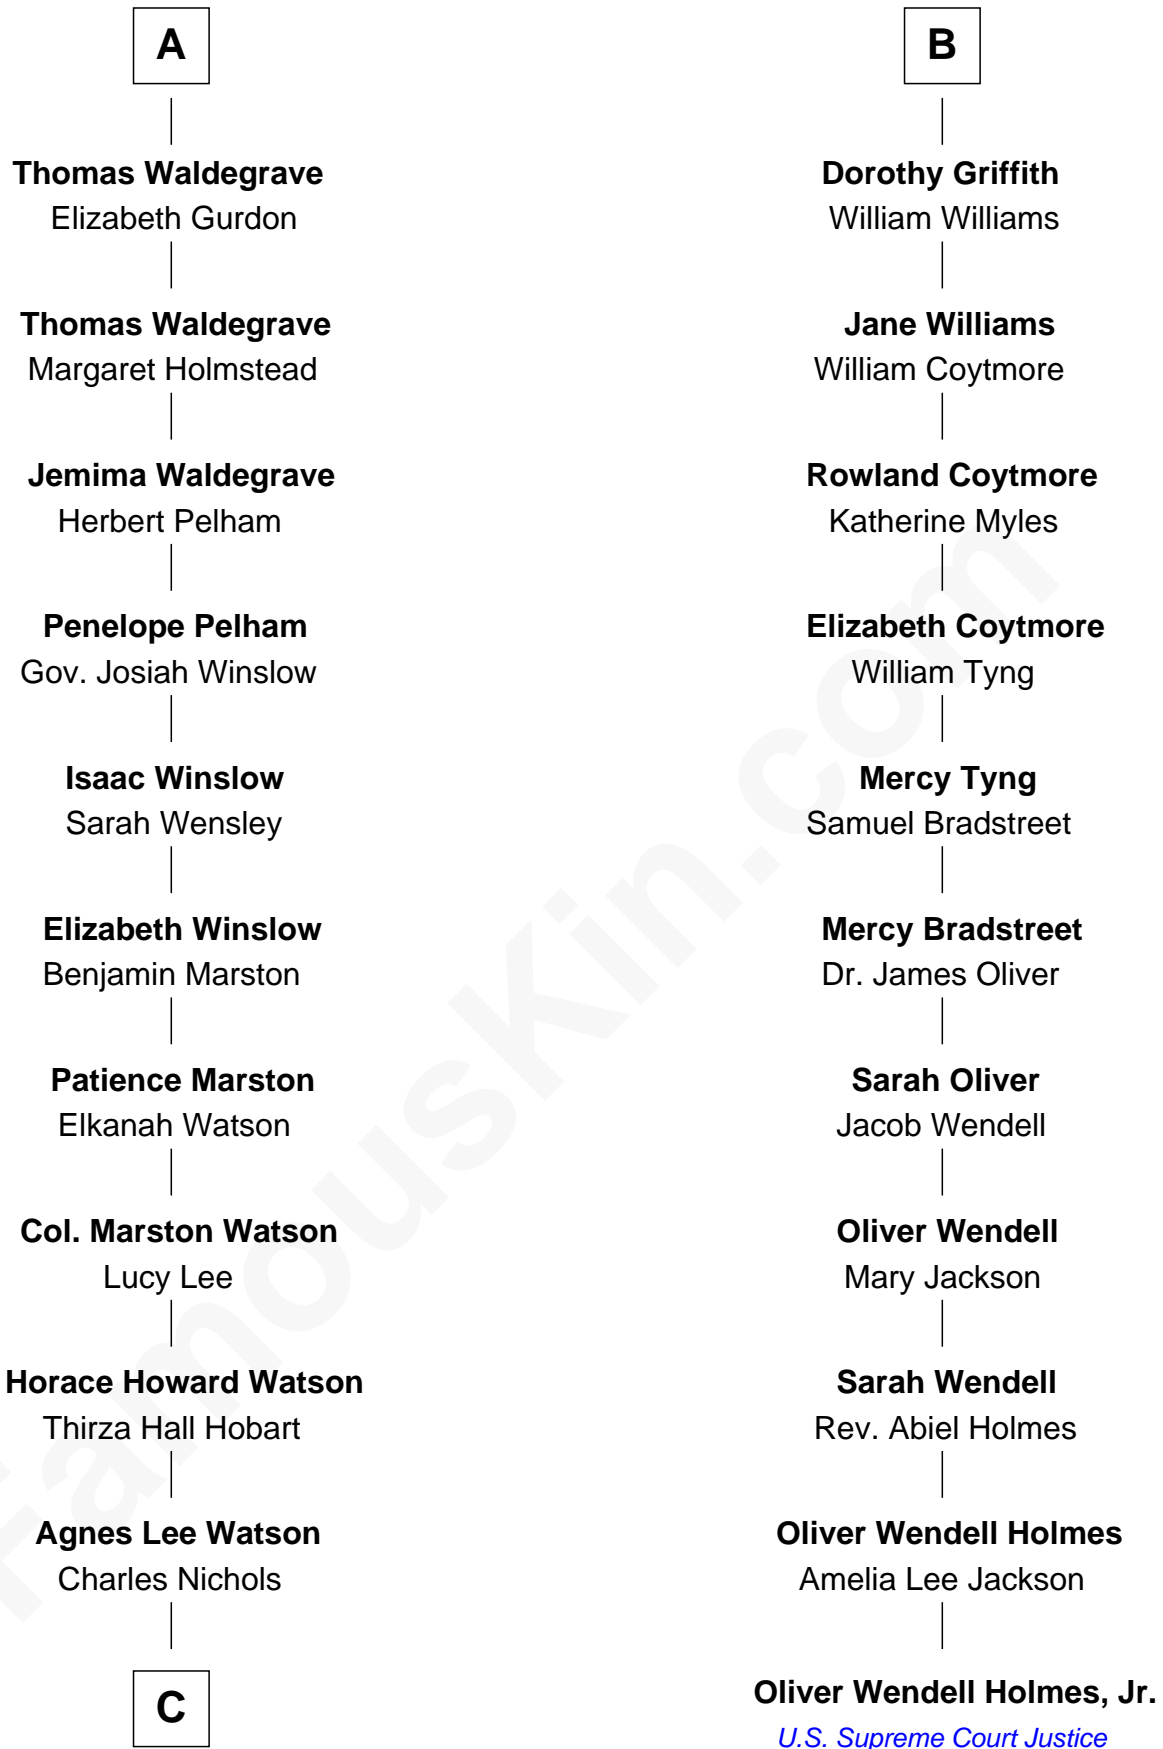 A
Thomas Waldegrave
Elizabeth Gurdon
Thomas Waldegrave
Margaret Holmstead
Jemima Waldegrave
Herbert Pelham
Penelope Pelham
Gov. Josiah Winslow
Isaac Winslow
Sarah Wensley
Elizabeth Winslow
Benjamin Marston
Patience Marston
Elkanah Watson
Col. Marston Watson
Lucy Lee
Horace Howard Watson
Thirza Hall Hobart
Agnes Lee Watson
Charles Nichols
C
B
Dorothy Griffith
William Williams
Jane Williams
William Coytmore
Rowland Coytmore
Katherine Myles
Elizabeth Coytmore
William Tyng
Mercy Tyng
Samuel Bradstreet
Mercy Bradstreet
Dr. James Oliver
Sarah Oliver
Jacob Wendell
Oliver Wendell
Mary Jackson
Sarah Wendell
Rev. Abiel Holmes
Oliver Wendell Holmes
Amelia Lee Jackson
Oliver Wendell Holmes, Jr.
U.S. Supreme Court Justice
FamousKin.com